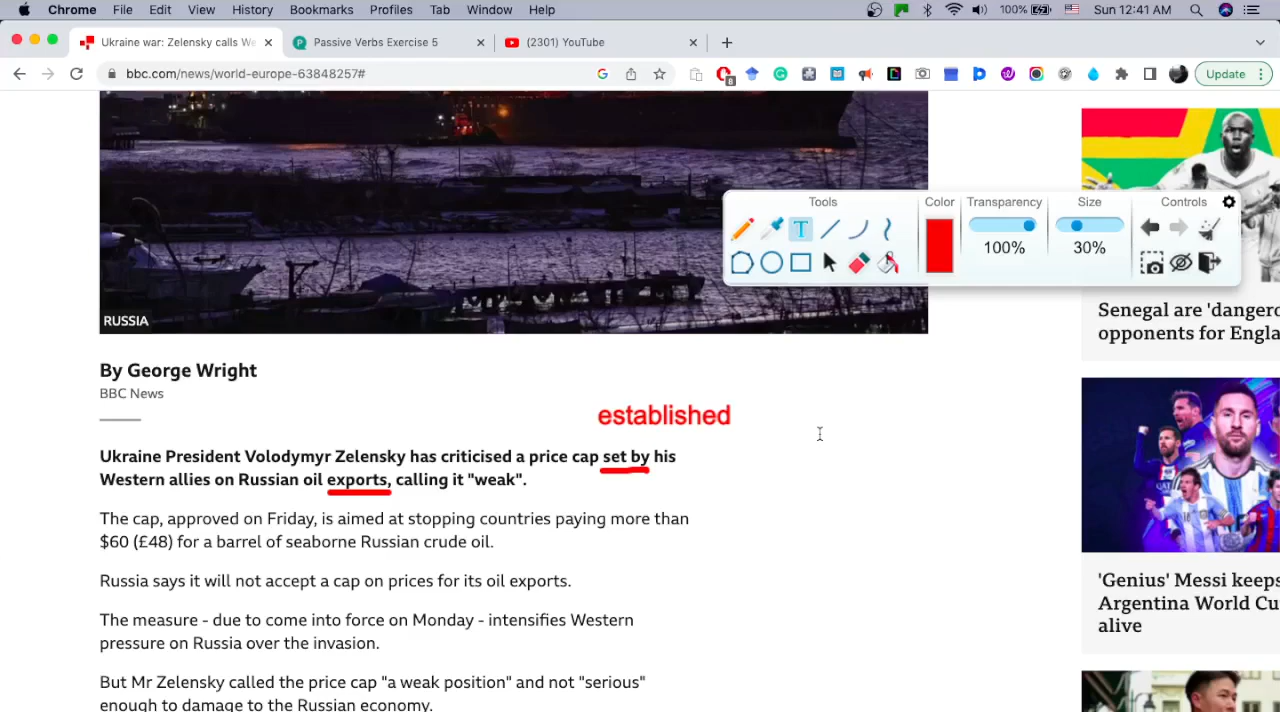 Chrome File Edit View History Bookmarks Profiles Tab Window Help 100% Sun 12:41 AM
Ukraine war: Zelensky calls We Passive Verbs Exercise 5 (2301) YouTube
bbc.com/news/world-europe-63848257# Update
Tools Color Transparency Size Controls
T
100% 30%
RUSSIA
Senegal are 'dangero
opponents for Engla
By George Wright
BBC News
established
Ukraine President Volodymyr Zelensky has criticised a price cap set by his
Western allies on Russian oil exports, calling it "weak".
The cap, approved on Friday, is aimed at stopping countries paying more than
$60 (£48) for a barrel of seaborne Russian crude oil.
Russia says it will not accept a cap on prices for its oil exports.
The measure - due to come into force on Monday - intensifies Western
pressure on Russia over the invasion.
But Mr Zelensky called the price cap "a weak position" and not "serious"
enough to damage to the Russian economy.
'Genius' Messi keeps
Argentina World Cu
alive